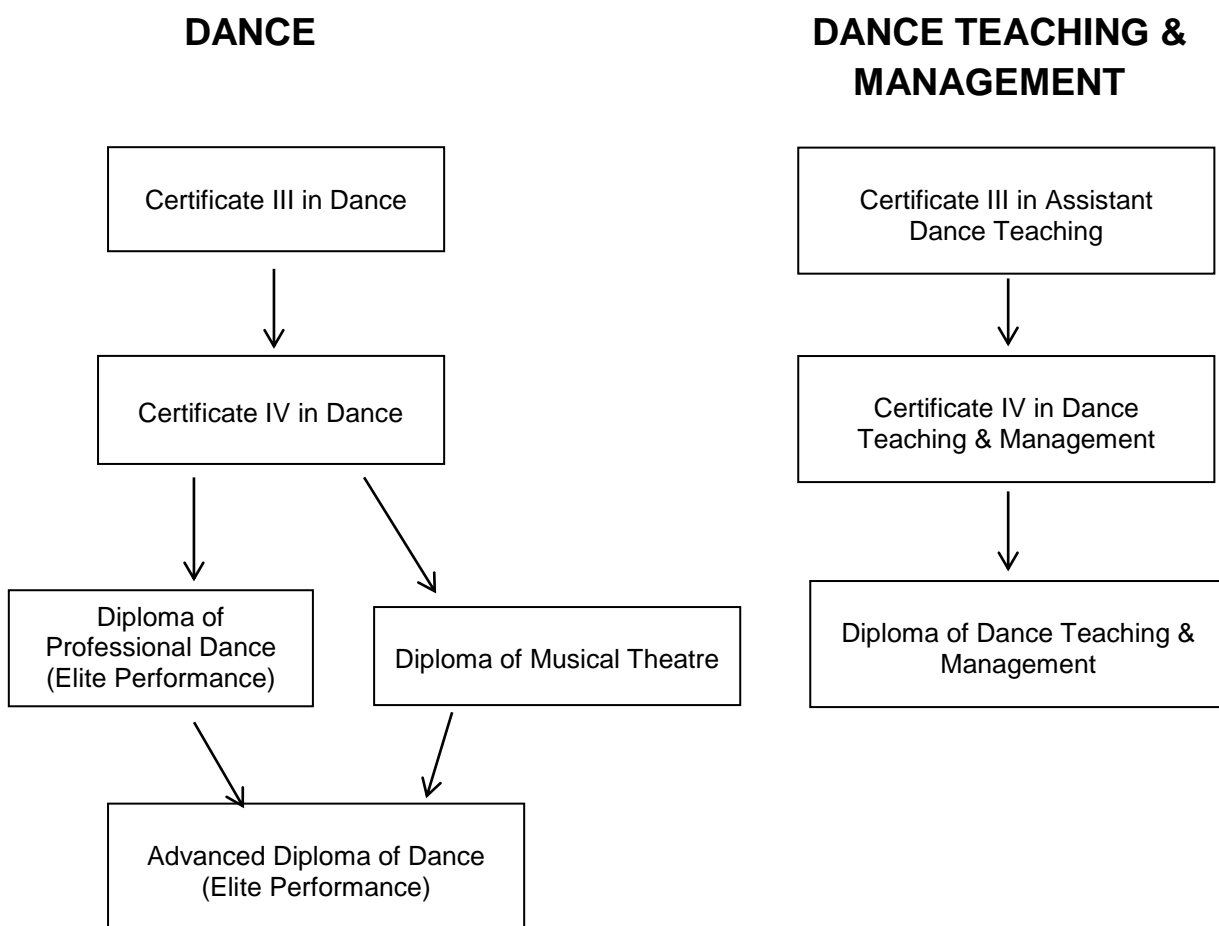 DANCE
DANCE TEACHING &
MANAGEMENT
Certificate III in Dance
Certificate III in Assistant
Dance Teaching
Certificate IV in Dance
Certificate IV in Dance
Teaching & Management
Diploma of
Professional Dance
(Elite Performance)
Diploma of Musical Theatre
Diploma of Dance Teaching &
Management
Advanced Diploma of Dance
(Elite Performance)